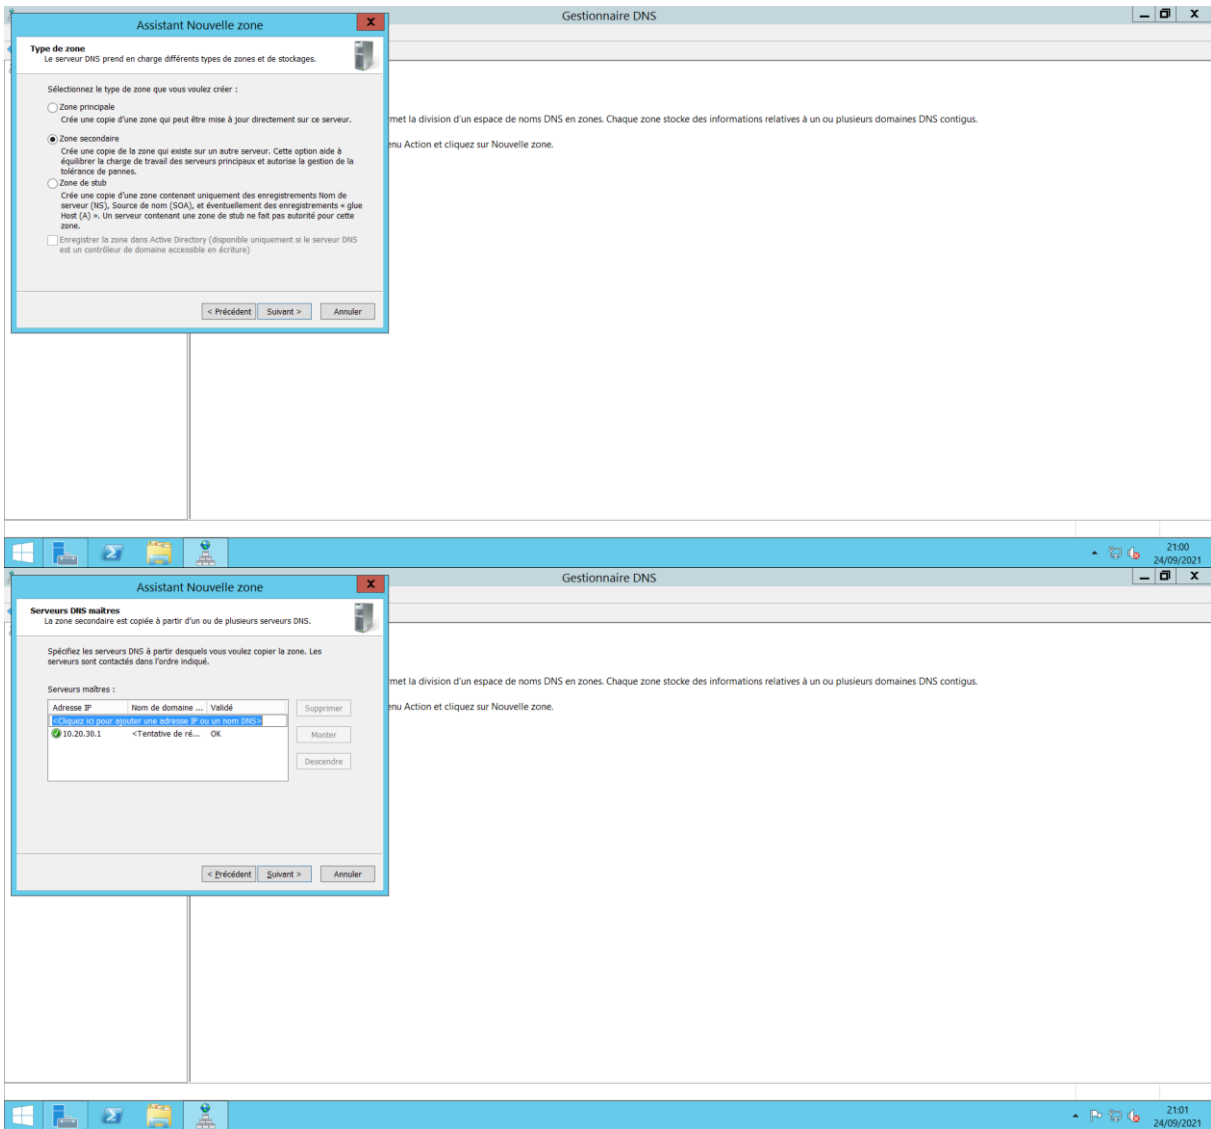 Gestionnaire DNS
Assistant Nouvelle zone
Type de zone
Le serveur DNS prend en charge différents types de zones et de stockages.
Sélectionnez le type de zone que vous voulez créer :
Zone principale
Crée une copie d'une zone qui peut être mise à jour directement sur ce serveur.
Zone secondaire
Crée une copie de la zone qui existe sur un autre serveur. Cette option aide à
équilibrer la charge de travail des serveurs principaux et autorise la gestion de la
tolérance de pannes.
Zone de stub
Crée une copie d'une zone contenant uniquement des enregistrements Nom de
serveur (NS), Source de nom (SOA), et éventuellement des enregistrements « glue
Host (A) ». Un serveur contenant une zone de stub ne fait pas autorité pour cette
zone.
Enregistrer la zone dans Active Directory (disponible uniquement si le serveur DNS
est un contrôleur de domaine accessible en écriture)
< Précédent Suivant > Annuler
met la division d'un espace de noms DNS en zones. Chaque zone stocke des informations relatives à un ou plusieurs domaines DNS contigus.
enu Action et cliquez sur Nouvelle zone.
21:00
24/09/2021
Gestionnaire DNS
Assistant Nouvelle zone
Serveurs DNS maîtres
La zone secondaire est copiée à partir d'un ou de plusieurs serveurs DNS.
Spécifiez les serveurs DNS à partir desquels vous voulez copier la zone. Les
serveurs sont contactés dans l'ordre indiqué.
Serveurs maîtres :
Adresse IP Nom de domaine ... Validé
<Cliquez ici pour ajouter une adresse IP ou un nom DNS>
10.20.30.1 <Tentative de ré... OK
Supprimer
Monter
Descendre
< Précédent Suivant > Annuler
met la division d'un espace de noms DNS en zones. Chaque zone stocke des informations relatives à un ou plusieurs domaines DNS contigus.
enu Action et cliquez sur Nouvelle zone.
21:01
24/09/2021